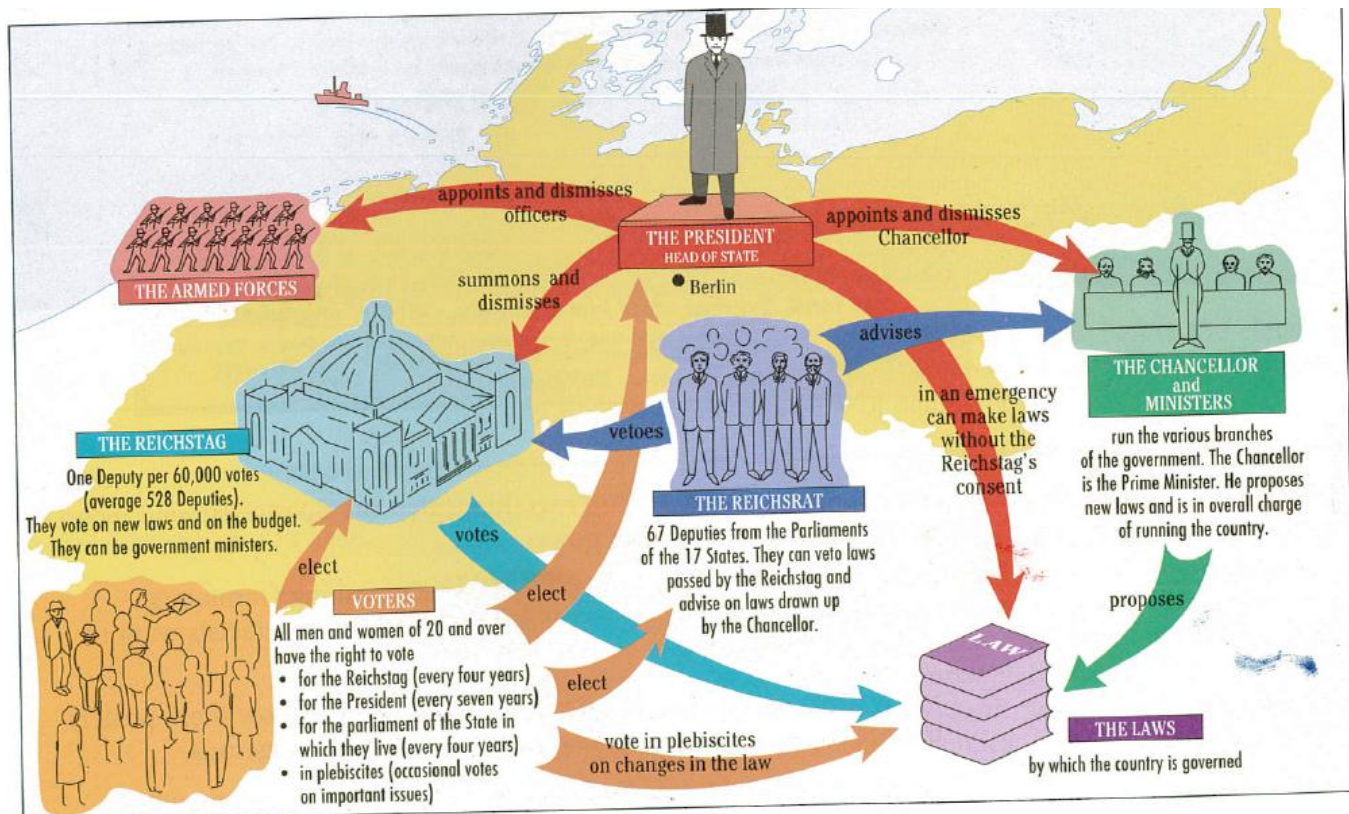 appoints and dismisses
officers
THE ARMED FORCES
THE PRESIDENT
HEAD OF STATE
Berlin
appoints and dismisses
Chancellor
summons and
dismisses
advises
THE CHANCELLOR
and
MINISTERS
run the various branches
of the government. The Chancellor
is the Prime Minister. He proposes
new laws and is in overall charge
of running the country.
in an emergency
can make laws
without the
Reichstag's
consent
vetoes
THE REICHSTAG
One Deputy per 60,000 votes
(average 528 Deputies).
They vote on new laws and on the budget.
They can be government ministers.
THE REICHSRAT
67 Deputies from the Parliaments
of the 17 States. They can veto laws
passed by the Reichstag and
advise on laws drawn up
by the Chancellor.
votes
elect
elect
elect
proposes
VOTERS
All men and women of 20 and over
have the right to vote
• for the Reichstag (every four years)
• for the President (every seven years)
• for the parliament of the State in
which they live (every four years)
• in plebiscites (occasional votes
on important issues)
vote in plebiscites
on changes in the law
LAW
THE LAWS
by which the country is governed